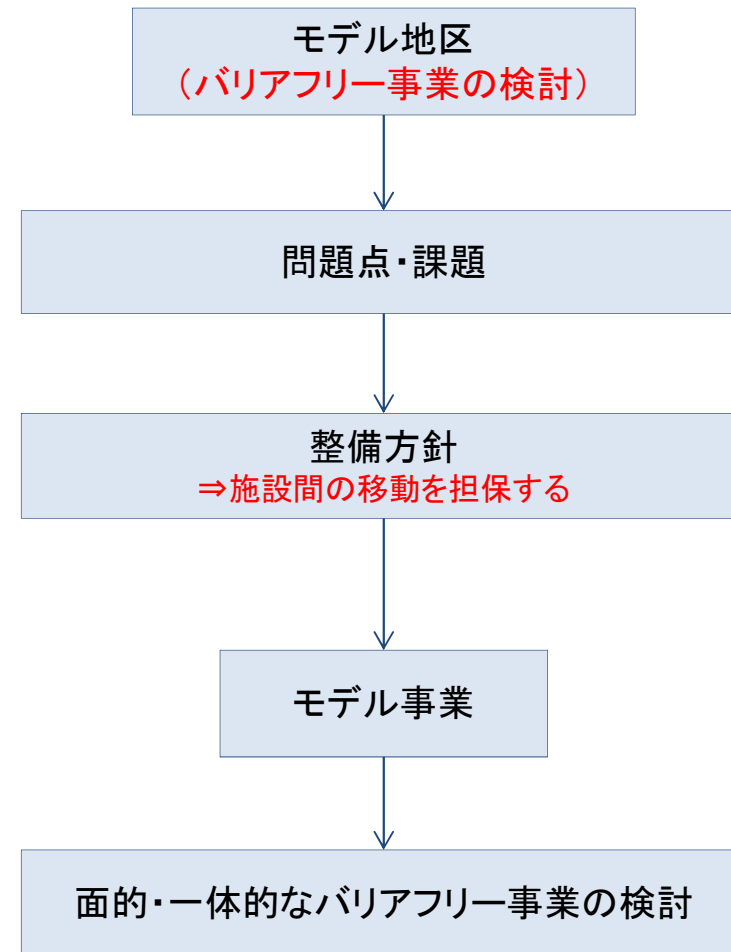 モデル地区
（バリアフリー事業の検討）
問題点・課題
整備方針
⇒施設間の移動を担保する
モデル事業
面的・一体的なバリアフリー事業の検討